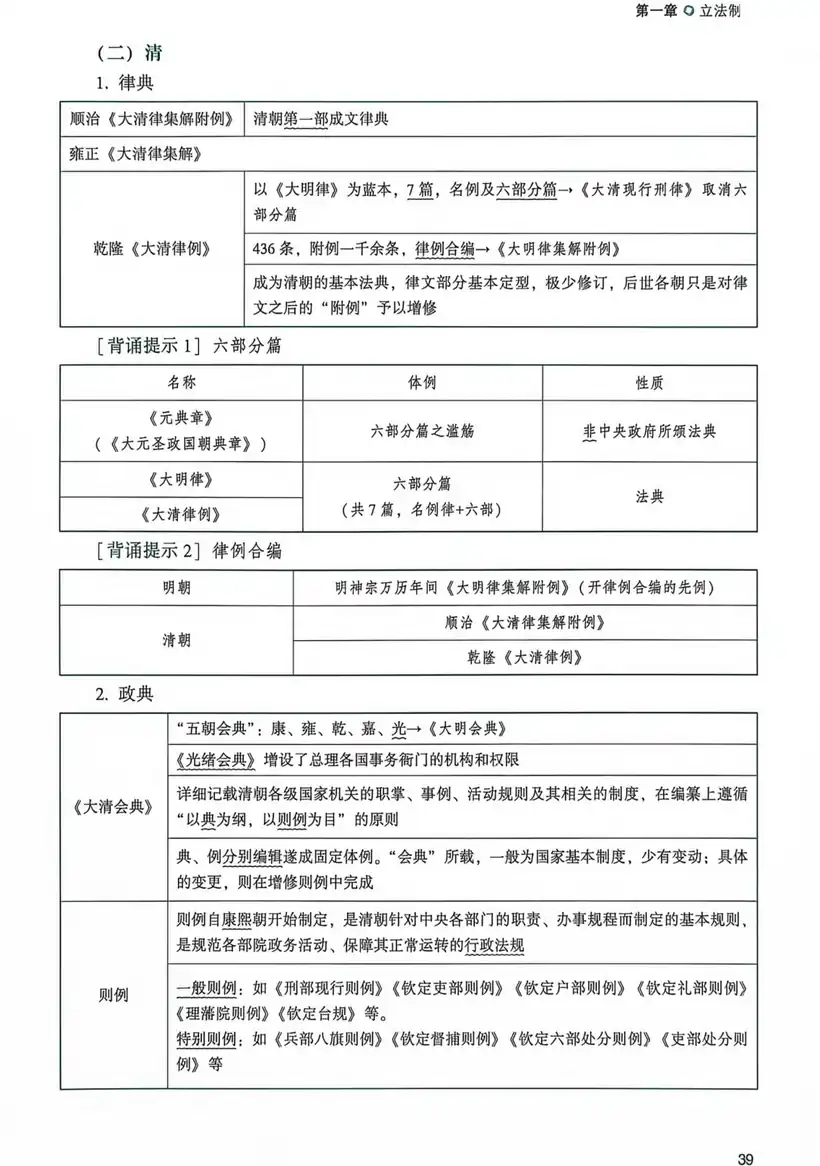 第一章 立法制
（二）清
1. 律典
顺治《大清律集解附例》 清朝第一部成文律典
雍正《大清律集解》
乾隆《大清律例》
以《大明律》为蓝本，7篇，名例及六部分篇→《大清现行刑律》取消六
部分篇
436条，附例一千余条，律例合编→《大明律集解附例》
成为清朝的基本法典，律文部分基本定型，极少修订，后世各朝只是对律
文之后的“附例”予以增修
［背诵提示1］六部分篇
名称 体例 性质
《元典章》
（《大元圣政国朝典章》）
六部分篇之滥觞 非中央政府所颁法典
《大明律》
《大清律例》
六部分篇
（共7篇，名例律+六部）
法典
［背诵提示2］律例合编
明朝 明神宗万历年间《大明律集解附例》（开律例合编的先例）
清朝
顺治《大清律集解附例》
乾隆《大清律例》
2. 政典
《大清会典》
“五朝会典”：康、雍、乾、嘉、光→《大明会典》
《光绪会典》增设了总理各国事务衙门的机构和权限
详细记载清朝各级国家机关的职掌、事例、活动规则及其相关的制度，在编纂上遵循
“以典为纲，以则例为目”的原则
典、例分别编辑遂成固定体例。“会典”所载，一般为国家基本制度，少有变动；具体
的变更，则在增修则例中完成
则例
则例自康熙朝开始制定，是清朝针对中央各部门的职责、办事规程而制定的基本规则，
是规范各部院政务活动、保障其正常运转的行政法规
一般则例：如《刑部现行则例》《钦定吏部则例》《钦定户部则例》《钦定礼部则例》
《理藩院则例》《钦定台规》等。
特别则例：如《兵部八旗则例》《钦定督捕则例》《钦定六部处分则例》《吏部处分则
例》等
39